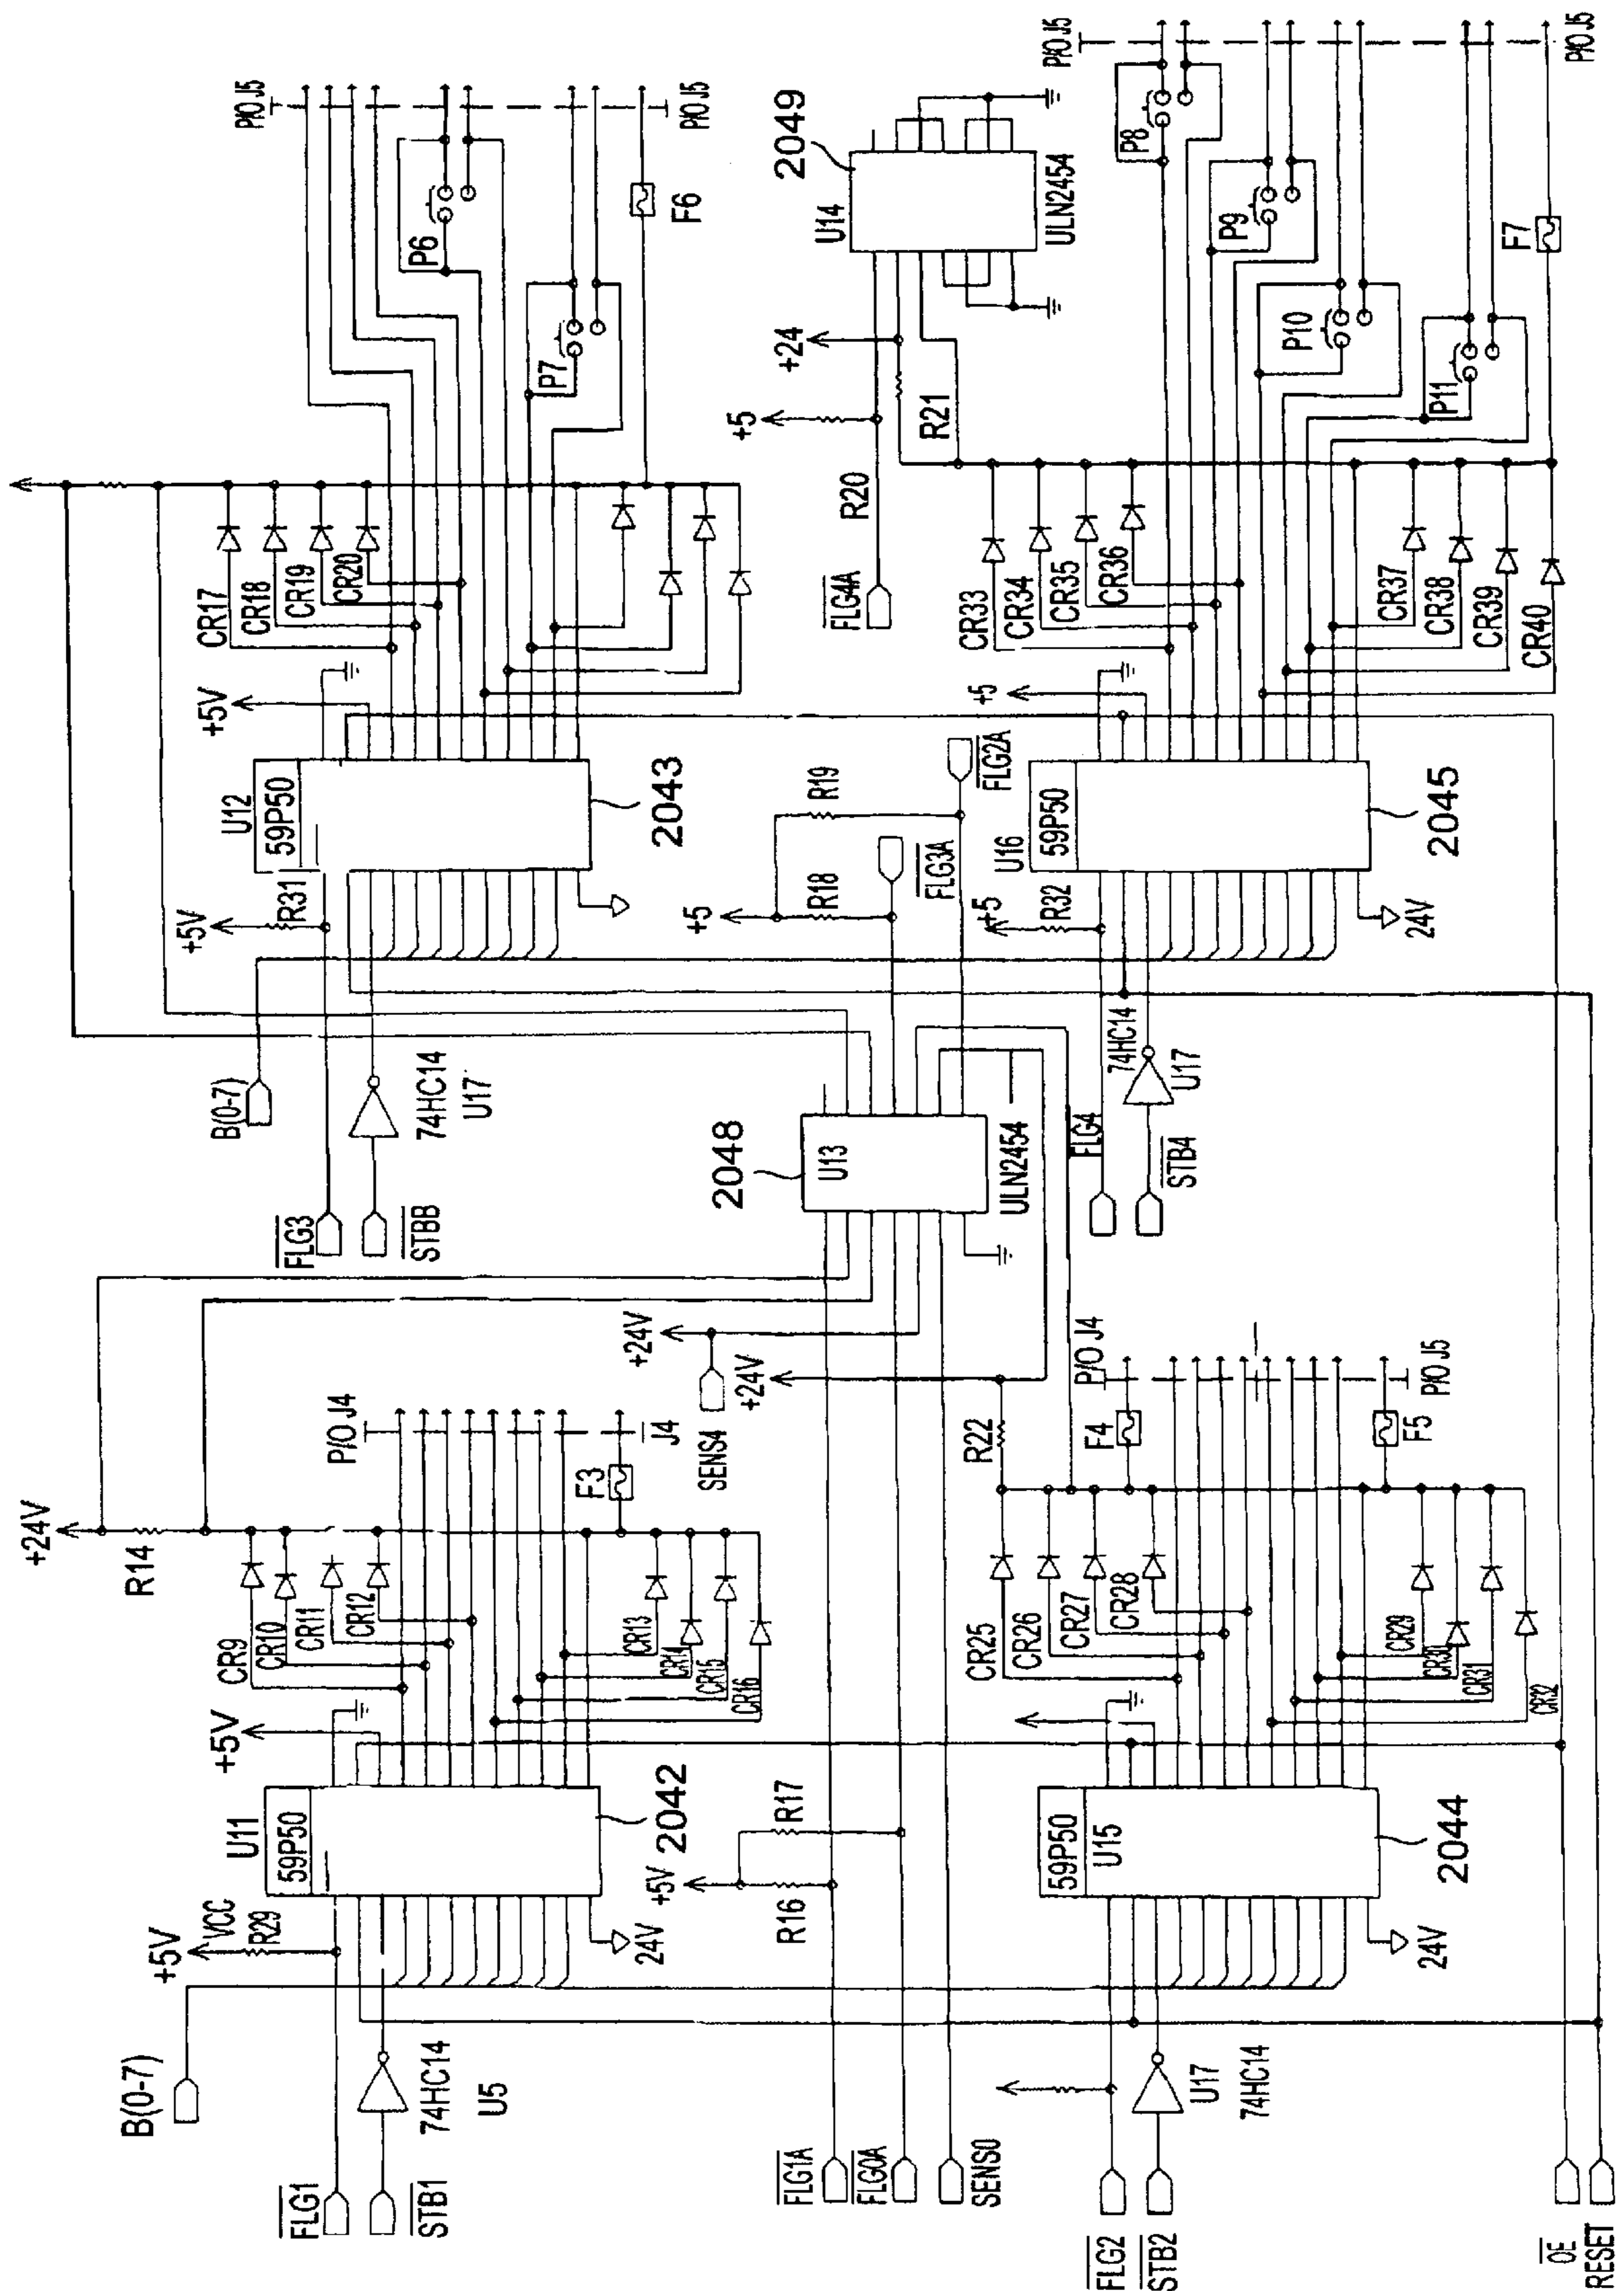 B(0-7)
FLG1
STB1
74HC14
U5
+5V
VCC
R29
U11
59P50
2042
24V
+5V
CR9
CR10
CR11
CR12
CR13
CR14
CR15
CR16
+24V
R14
P/O J4
J4
F3
FLG1A
FLG0A
SENS0
+5V
R16
R17
SENS4
+24V
+24V
FLG2
STB2
U17
74HC14
59P50
U15
2044
24V
CR25
CR26
CR27
CR28
CR29
CR30
CR31
CR32
R22
F4
F5
P/O J4
P/O J5
OE
RESET
FLG3
STBB
74HC14
U17
B(0-7)
+5V
R31
U12
59P50
2043
+5V
CR17
CR18
CR19
CR20
P6
P7
F6
P/O J5
P/O J5
2048
U13
ULN2454
+5
R18
R19
FLG3A
FLG2A
FLG4
STB4
74HC14
U17
+5
R32
U16
59P50
2045
24V
+5
FLG4A
R20
+5
+24
R21
U14
2049
ULN2454
CR33
CR34
CR35
CR36
CR37
CR38
CR39
CR40
P8
P9
P10
P11
F7
P/O J5
P/O J5